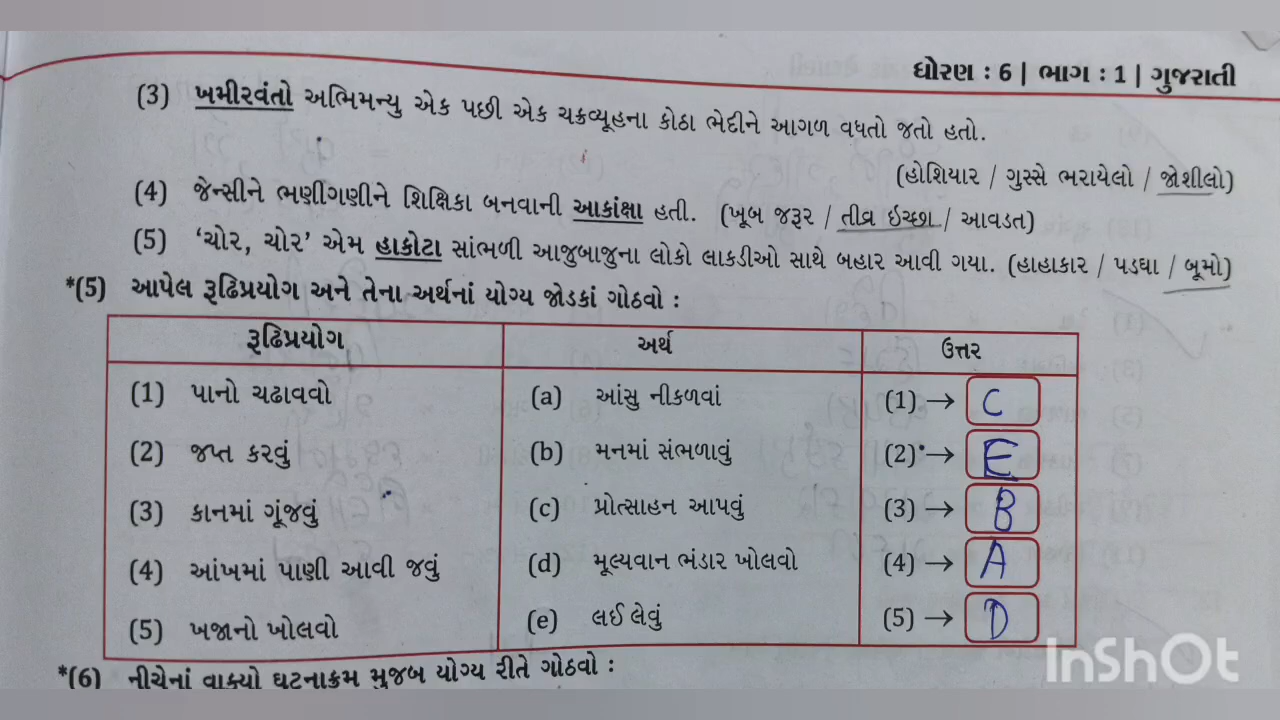 ધોરણ : 6 | ભાગ : 1 | ગુજરાતી
(3) ખમીરવંતો અભિમન્યુ એક પછી એક ચક્રવ્યૂહના કોઠા ભેદીને આગળ વધતો જતો હતો.
(હોશિયાર / ગુસ્સે ભરાયેલો / જોશીલો)
(4) જેન્સીને ભણીગણીને શિક્ષિકા બનવાની આકાંક્ષા હતી. (ખૂબ જરૂર / તીવ્ર ઇચ્છા / આવડત)
(5) ‘ચોર, ચોર’ એમ હાકોટા સાંભળી આજુબાજુના લોકો લાકડીઓ સાથે બહાર આવી ગયા. (હાહાકાર / પડઘા / બૂમો)
*(5) આપેલ રૂઢિપ્રયોગ અને તેના અર્થનાં યોગ્ય જોડકાં ગોઠવો :
રૂઢિપ્રયોગ અર્થ ઉત્તર
(1) પાનો ચઢાવવો (a) આંસુ નીકળવાં (1) → C
(2) જપ્ત કરવું (b) મનમાં સંભળાવું (2) → E
(3) કાનમાં ગૂંજવું (c) પ્રોત્સાહન આપવું (3) → B
(4) આંખમાં પાણી આવી જવું (d) મૂલ્યવાન ભંડાર ખોલવો (4) → A
(5) ખજાનો ખોલવો (e) લઈ લેવું (5) → D
*(6) નીચેનાં વાક્યો ઘટનાક્રમ મુજબ યોગ્ય રીતે ગોઠવો :
InShOt